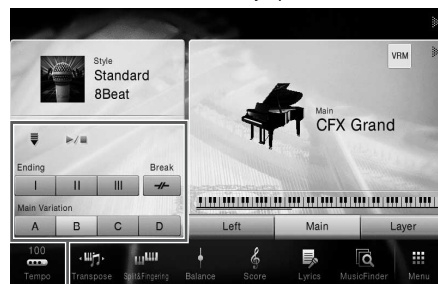 Style
Standard
8Beat
VRM
Main
CFX Grand
Ending
Break
I II III
Main Variation
A B C D
Left Main Layer
100
Tempo Transpose Split&Fingering Balance Score Lyrics MusicFinder Menu